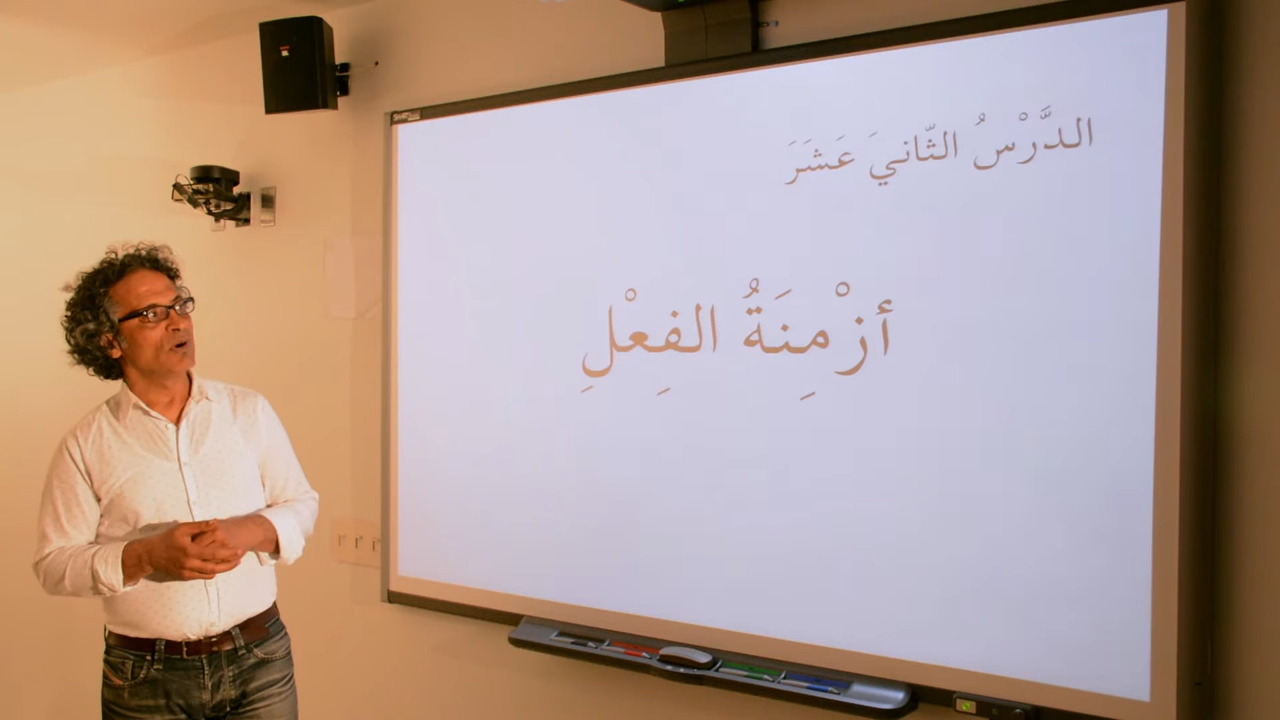 الدَّرْسُ الثّانيَ عَشَرَ
أزْمِنَةُ الفِعْلِ